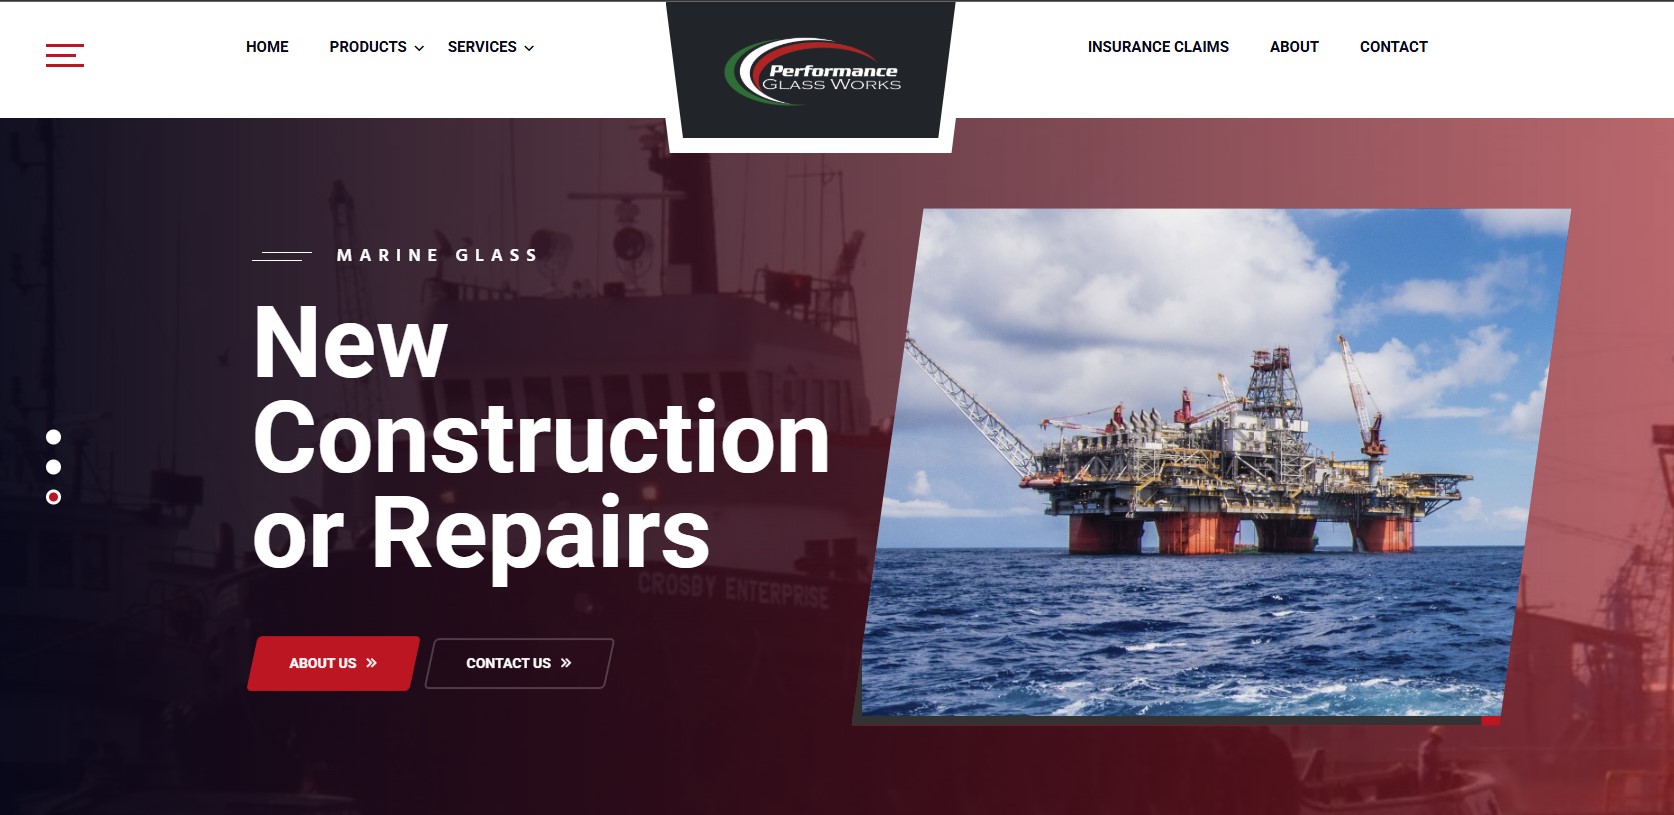 HOME
PRODUCTS
SERVICES
Performance
GLASS WORKS
INSURANCE CLAIMS
ABOUT
CONTACT
MARINE GLASS
New
Construction
or Repairs
CROSBY ENTERPRISE
ABOUT US
CONTACT US